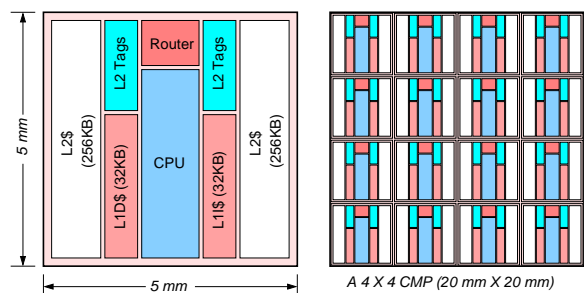 Router
L2 Tags
L2 Tags
5 mm
L2$
(256KB)
L1D$ (32KB)
CPU
L1I$ (32KB)
L2$
(256KB)
5 mm
A 4 X 4 CMP (20 mm X 20 mm)